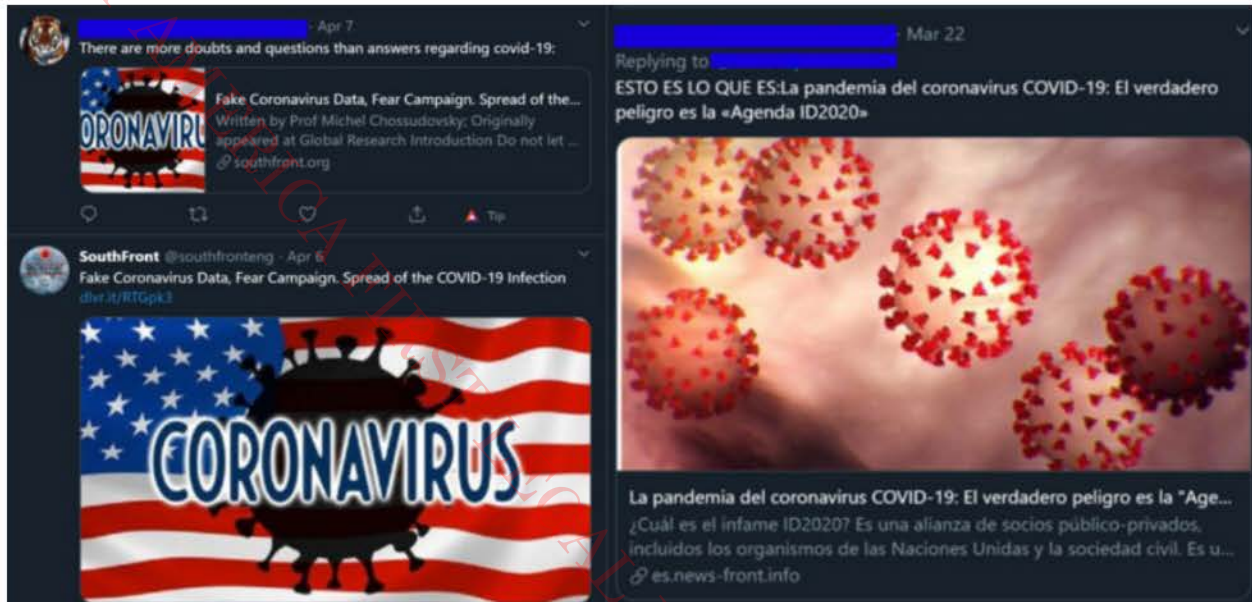 Apr 7
There are more doubts and questions than answers regarding covid-19:
ORONAVIRU
Fake Coronavirus Data, Fear Campaign. Spread of the...
Written by Prof Michel Chossudovsky; Originally
appeared at Global Research Introduction Do not let ...
southfront.org
Tip
SouthFront @southfronteng · Apr 6
Fake Coronavirus Data, Fear Campaign. Spread of the COVID-19 Infection
dlvr.it/RTGpk3
CORONAVIRUS
· Mar 22
Replying to
ESTO ES LO QUE ES:La pandemia del coronavirus COVID-19: El verdadero
peligro es la «Agenda ID2020»
La pandemia del coronavirus COVID-19: El verdadero peligro es la "Age...
¿Cuál es el infame ID2020? Es una alianza de socios público-privados,
incluidos los organismos de las Naciones Unidas y la sociedad civil. Es u...
es.news-front.info
AMERICA FIRST LEGAL